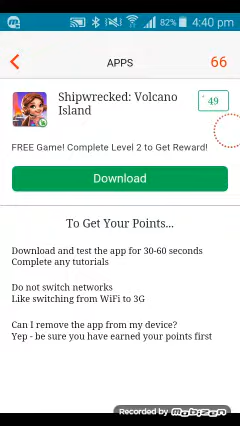 82% 4:40 pm
APPS
66
Shipwrecked: Volcano
Island
49
FREE Game! Complete Level 2 to Get Reward!
Download
To Get Your Points...
Download and test the app for 30-60 seconds
Complete any tutorials
Do not switch networks
Like switching from WiFi to 3G
Can I remove the app from my device?
Yep - be sure you have earned your points first
Recorded by mobizen